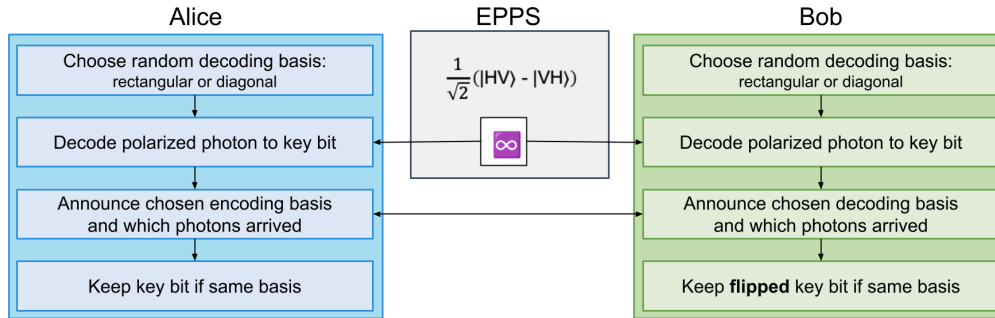 Alice
EPPS
Bob
Choose random decoding basis:
rectangular or diagonal
1/√2 (|HV⟩ - |VH⟩)
Choose random decoding basis:
rectangular or diagonal
Decode polarized photon to key bit
♾
Decode polarized photon to key bit
Announce chosen encoding basis
and which photons arrived
Announce chosen decoding basis
and which photons arrived
Keep key bit if same basis
Keep flipped key bit if same basis